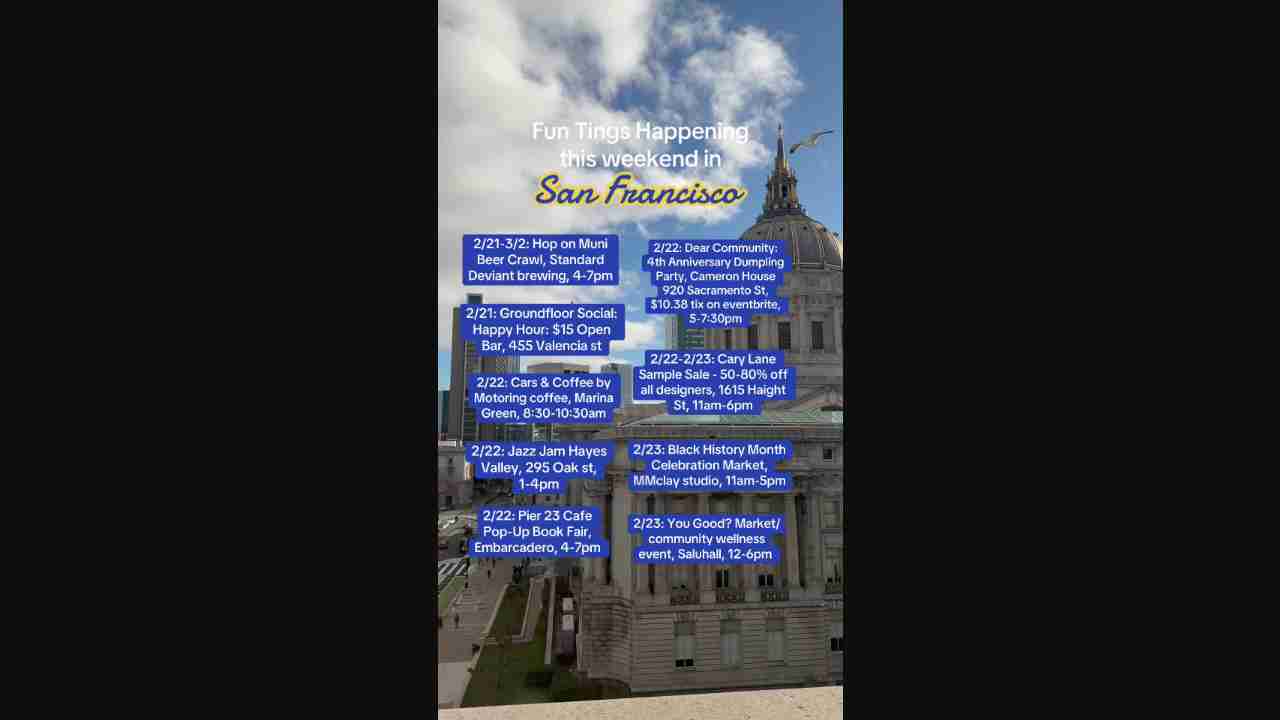 Fun Tings Happening
this weekend in
San Francisco
2/21-3/2: Hop on Muni
Beer Crawl, Standard
Deviant brewing, 4-7pm
2/21: Groundfloor Social:
Happy Hour: $15 Open
Bar, 455 Valencia st
2/22: Cars & Coffee by
Motoring coffee, Marina
Green, 8:30-10:30am
2/22: Jazz Jam Hayes
Valley, 295 Oak st,
1-4pm
2/22: Pier 23 Cafe
Pop-Up Book Fair,
Embarcadero, 4-7pm
2/22: Dear Community:
4th Anniversary Dumpling
Party, Cameron House
920 Sacramento St,
$10.38 tix on eventbrite,
5-7:30pm
2/22-2/23: Cary Lane
Sample Sale - 50-80% off
all designers, 1615 Haight
St, 11am-6pm
2/23: Black History Month
Celebration Market,
MMclay studio, 11am-5pm
2/23: You Good? Market/
community wellness
event, Saluhall, 12-6pm